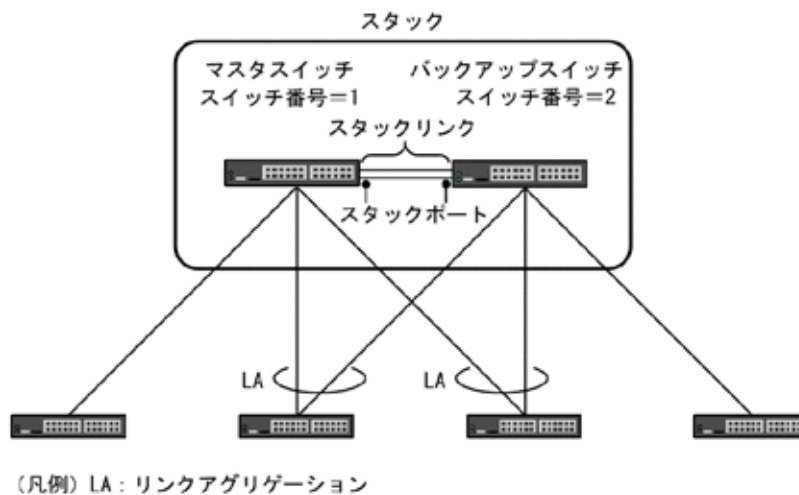 スタック
マスタスイッチ
スイッチ番号=1
バックアップスイッチ
スイッチ番号=2
スタックリンク
スタックポート
LA
LA
(凡例) LA:リンクアグリゲーション